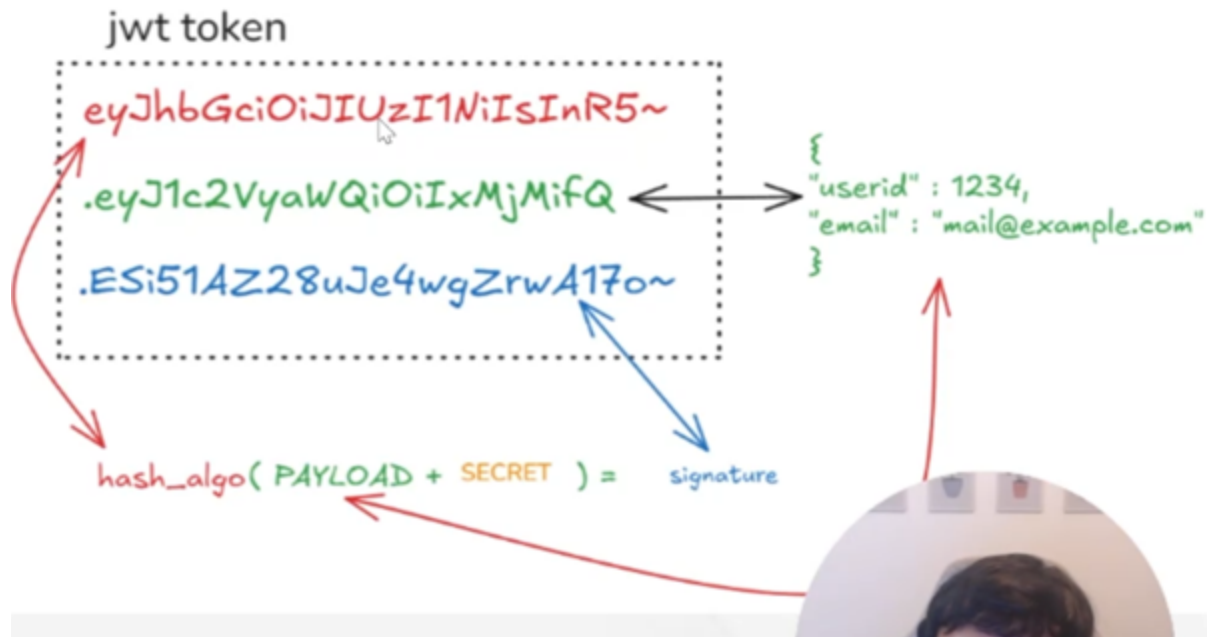 jwt token
eyJhbGciOiJIUzI1NiIsInR5~
.eyJ1c2VyaWQiOiIxMjMifQ
.ESi51AZ28uJe4wgZrwA17o~
{
"userid" : 1234,
"email" : "mail@example.com"
}
hash_algo( PAYLOAD + SECRET ) = signature